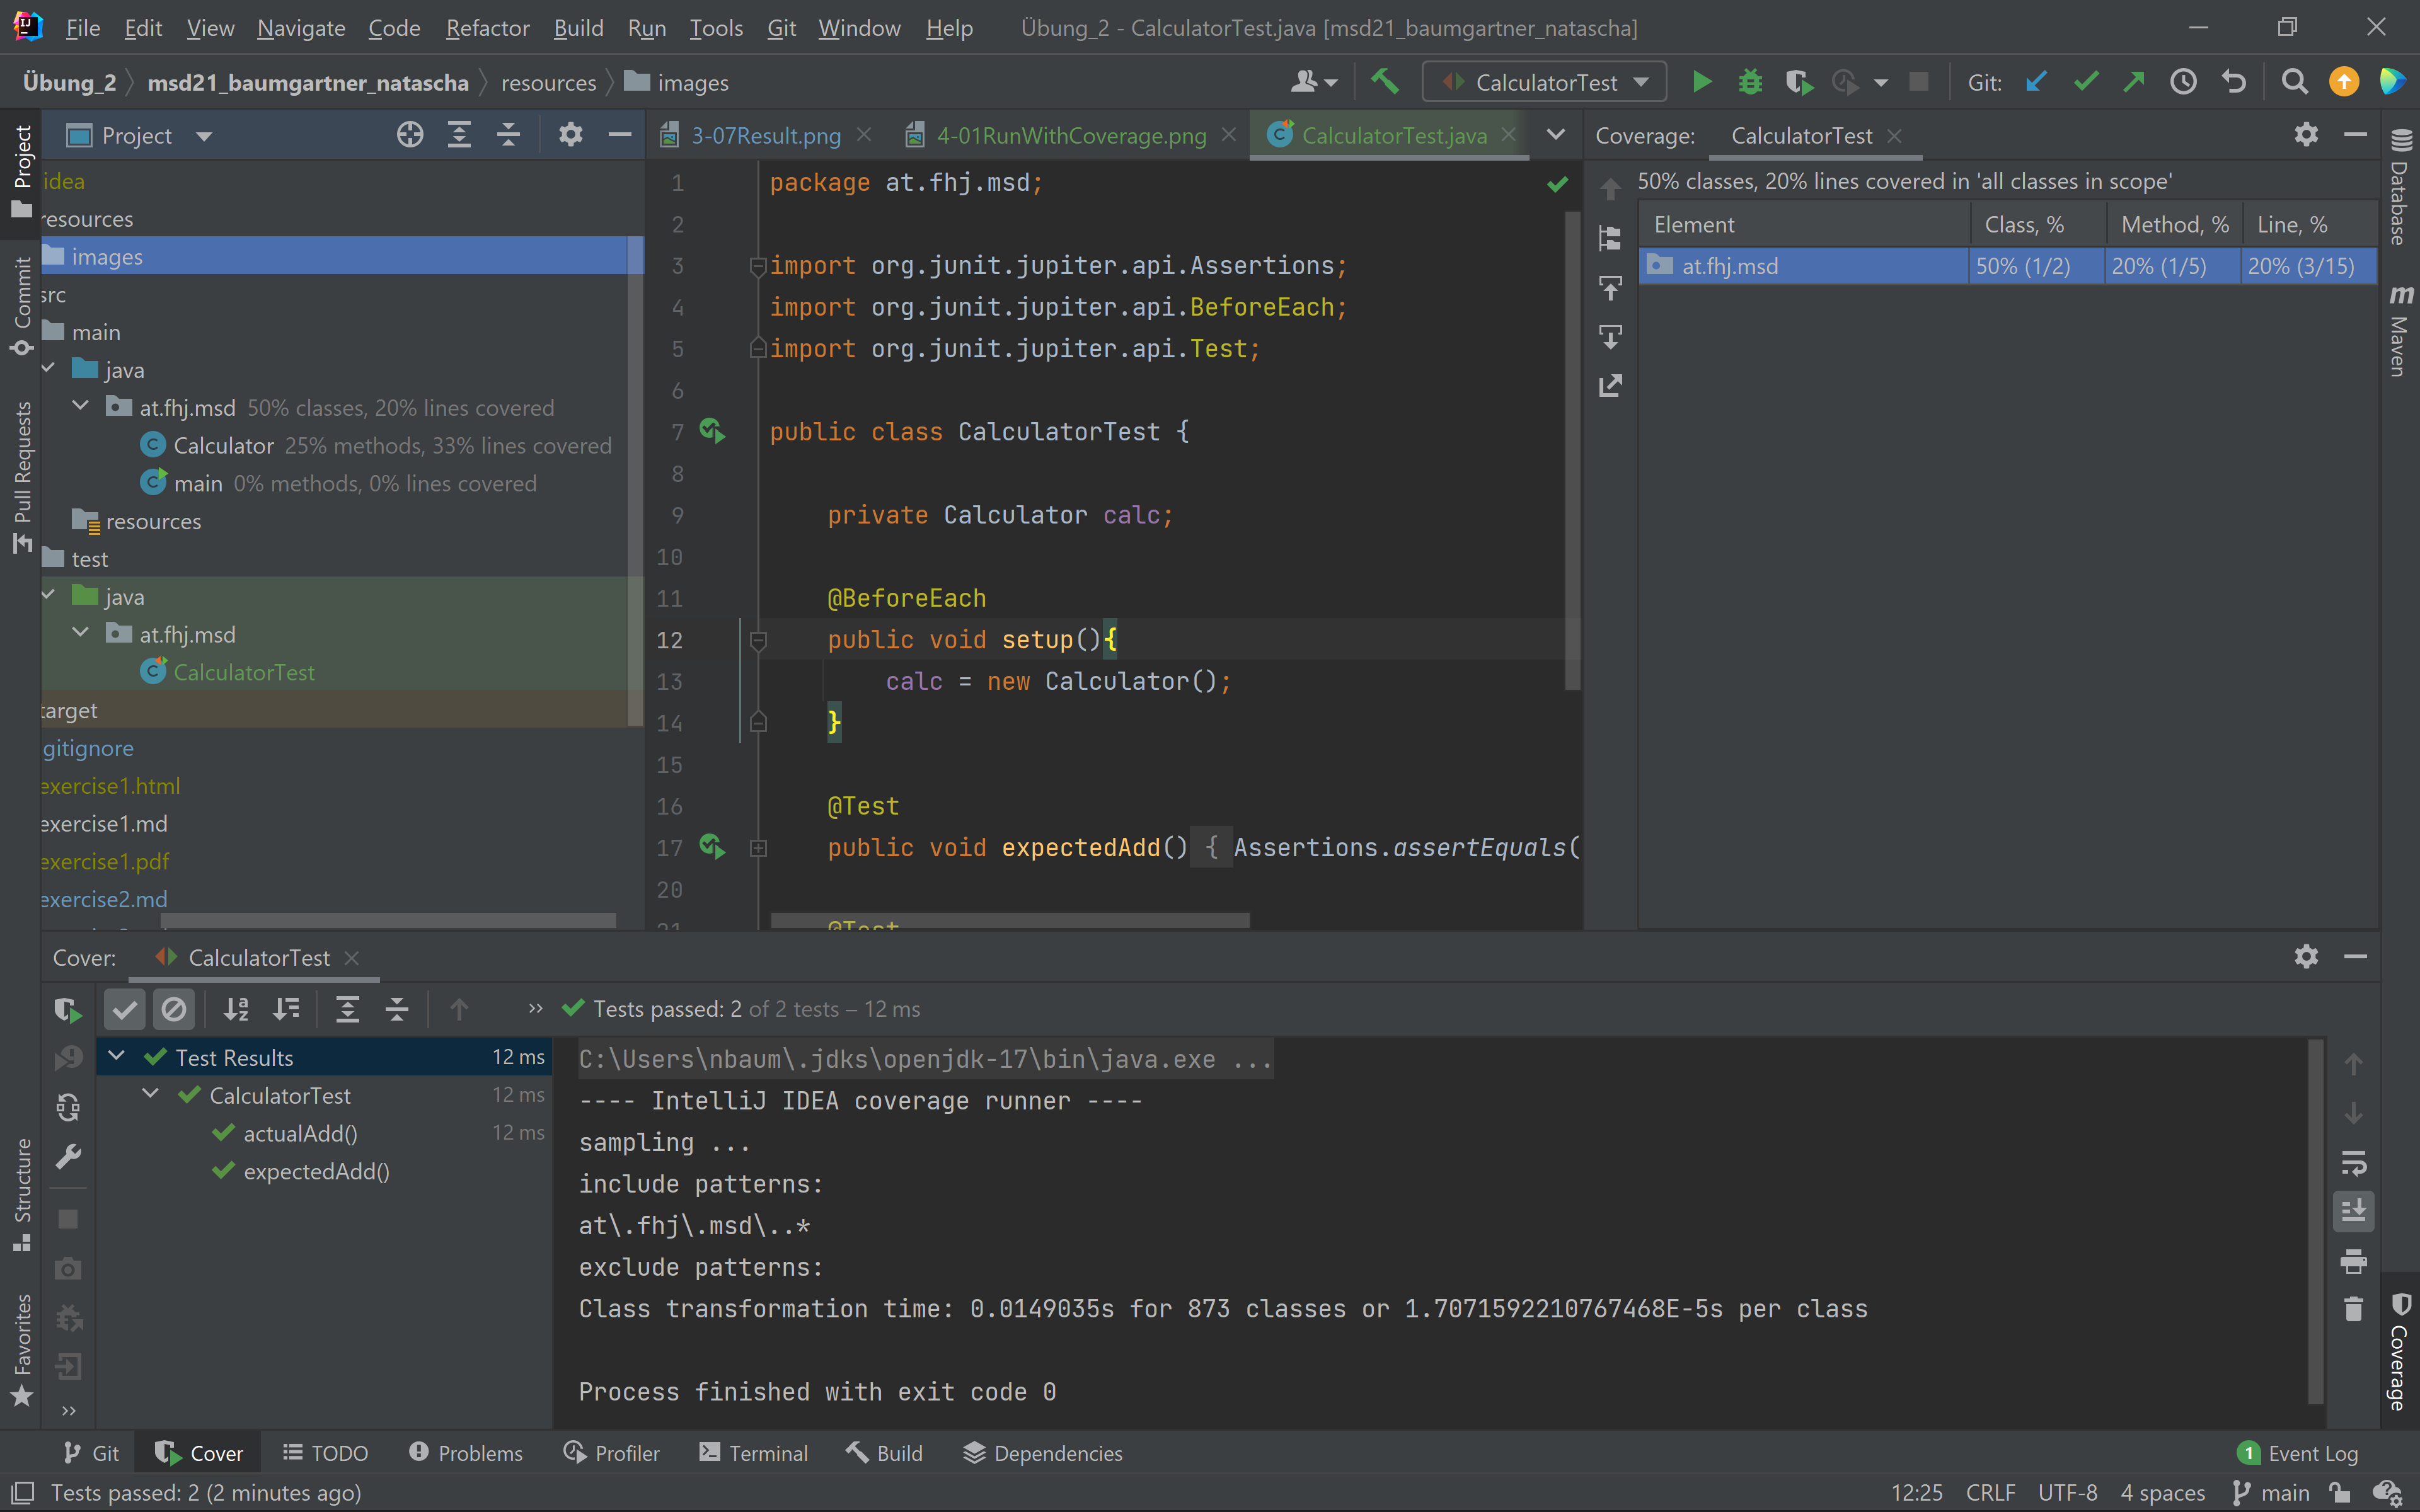 File Edit View Navigate Code Refactor Build Run Tools Git Window Help Übung_2 - CalculatorTest.java [msd21_baumgartner_natascha]
Übung_2 msd21_baumgartner_natascha resources images
CalculatorTest Git:
Project
3-07Result.png 4-01RunWithCoverage.png CalculatorTest.java
Coverage: CalculatorTest
Project
Commit
Pull Requests
Structure
Favorites
idea
resources
images
src
main
java
at.fhj.msd 50% classes, 20% lines covered
Calculator 25% methods, 33% lines covered
main 0% methods, 0% lines covered
resources
test
java
at.fhj.msd
CalculatorTest
target
gitignore
exercise1.html
exercise1.md
exercise1.pdf
exercise2.md
1 package at.fhj.msd;
2
3 import org.junit.jupiter.api.Assertions;
4 import org.junit.jupiter.api.BeforeEach;
5 import org.junit.jupiter.api.Test;
6
7 public class CalculatorTest {
8
9 private Calculator calc;
10
11 @BeforeEach
12 public void setup(){
13 calc = new Calculator();
14 }
15
16 @Test
17 public void expectedAdd() { Assertions.assertEquals(
20
21 @Test
50% classes, 20% lines covered in 'all classes in scope'
Element Class, % Method, % Line, %
at.fhj.msd 50% (1/2) 20% (1/5) 20% (3/15)
Database
Maven
Coverage
Cover: CalculatorTest
Tests passed: 2 of 2 tests – 12 ms
Test Results 12 ms
CalculatorTest 12 ms
actualAdd() 12 ms
expectedAdd()
C:\Users\nbaum\.jdks\openjdk-17\bin\java.exe ...
---- IntelliJ IDEA coverage runner ----
sampling ...
include patterns:
at\.fhj\.msd\..*
exclude patterns:
Class transformation time: 0.0149035s for 873 classes or 1.7071592210767468E-5s per class
Process finished with exit code 0
Git Cover TODO Problems Profiler Terminal Build Dependencies 1 Event Log
Tests passed: 2 (2 minutes ago) 12:25 CRLF UTF-8 4 spaces main